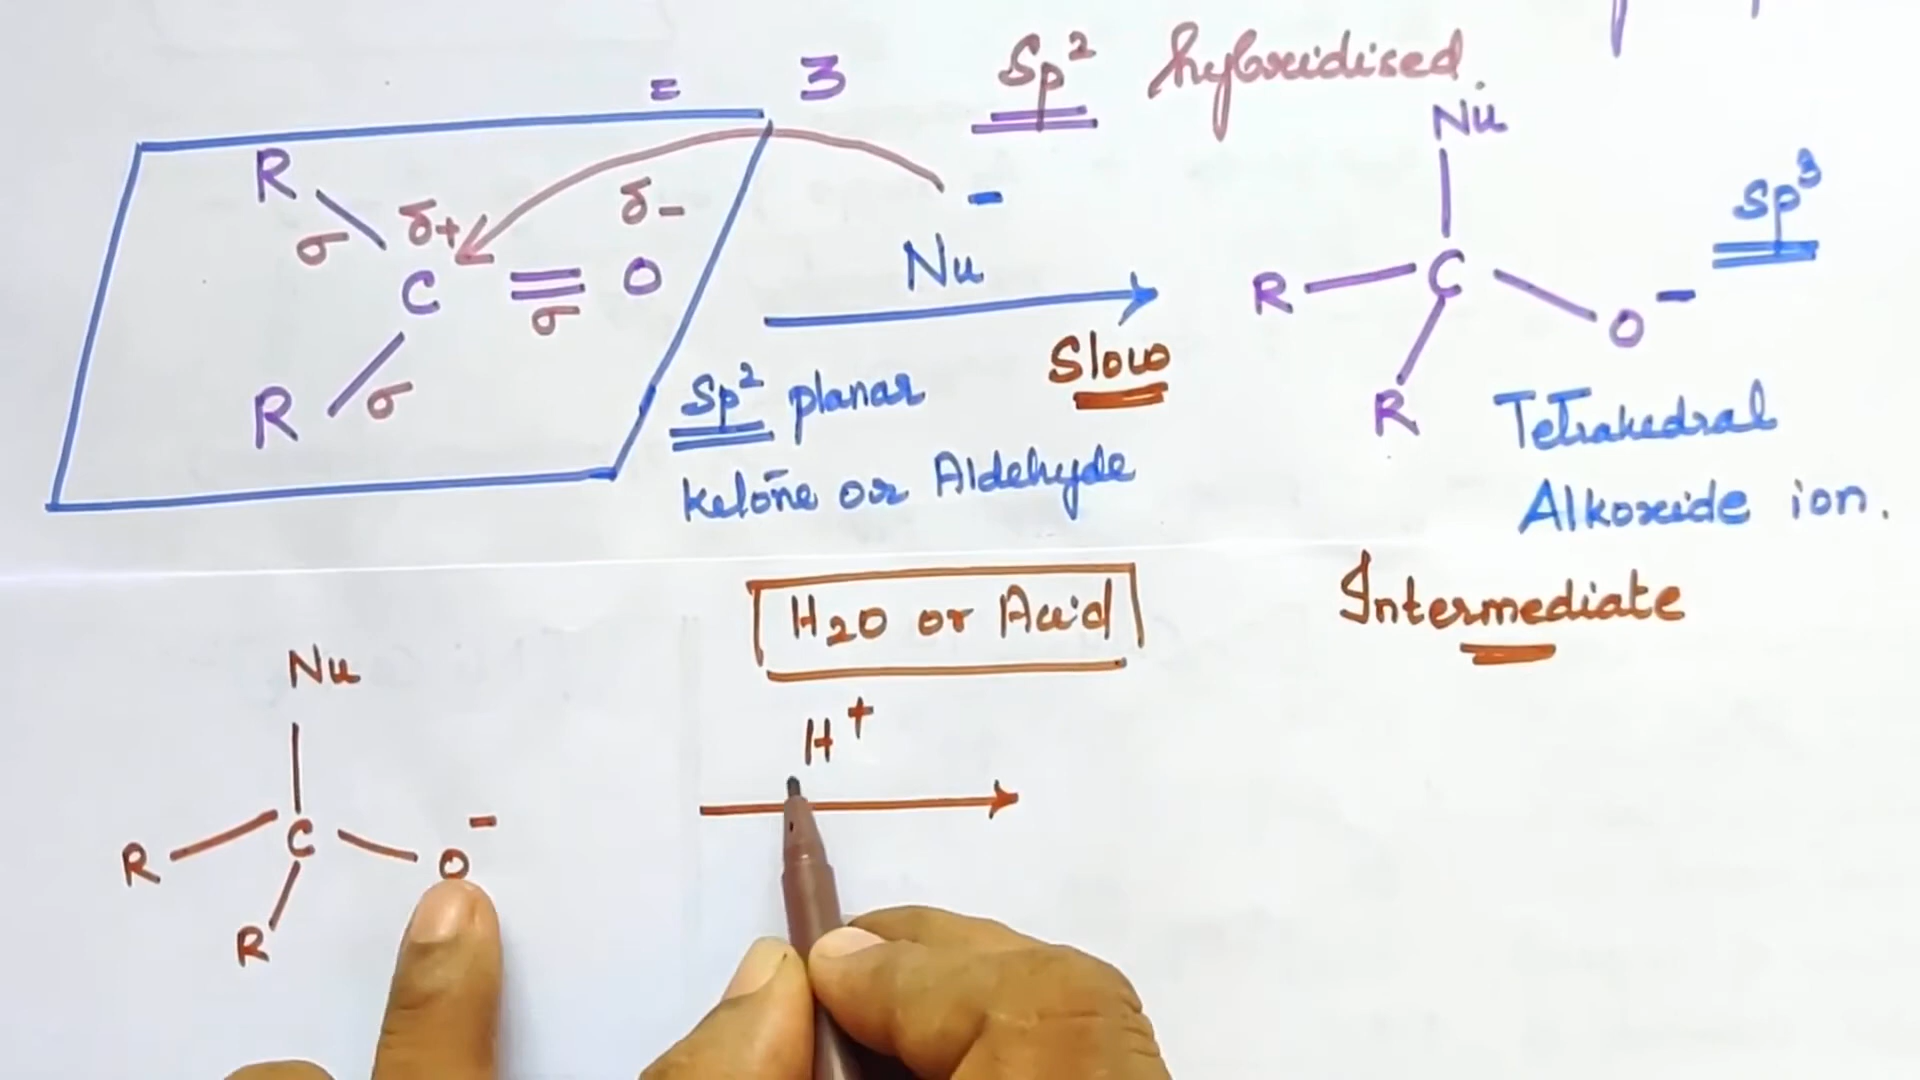 = 3 Sp² hybridised.
Nu
R
σ δ+ δ- -
Sp³
C = O Nu
σ
R C O -
Slow
R σ
Sp² planar
R Tetrahedral
Ketone or Aldehyde
Alkoxide ion.
H2O or Acid Intermediate
Nu
H+
R C O -
R